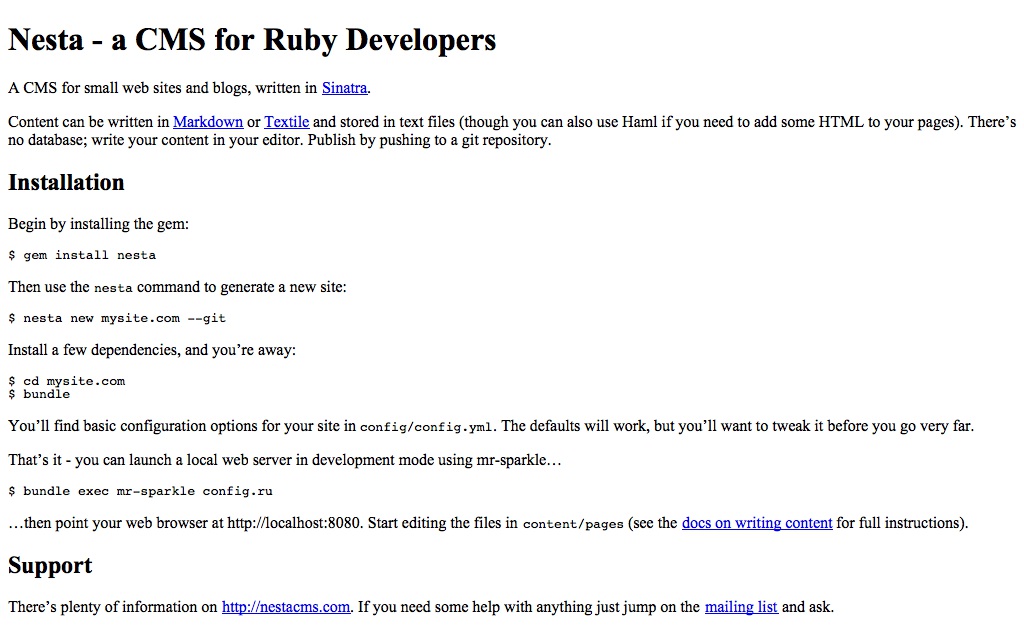 Nesta - a CMS for Ruby Developers
A CMS for small web sites and blogs, written in Sinatra.
Content can be written in Markdown or Textile and stored in text files (though you can also use Haml if you need to add some HTML to your pages). There’s
no database; write your content in your editor. Publish by pushing to a git repository.
Installation
Begin by installing the gem:
$ gem install nesta
Then use the nesta command to generate a new site:
$ nesta new mysite.com --git
Install a few dependencies, and you’re away:
$ cd mysite.com
$ bundle
You’ll find basic configuration options for your site in config/config.yml. The defaults will work, but you’ll want to tweak it before you go very far.
That’s it - you can launch a local web server in development mode using mr-sparkle…
$ bundle exec mr-sparkle config.ru
…then point your web browser at http://localhost:8080. Start editing the files in content/pages (see the docs on writing content for full instructions).
Support
There’s plenty of information on http://nestacms.com. If you need some help with anything just jump on the mailing list and ask.